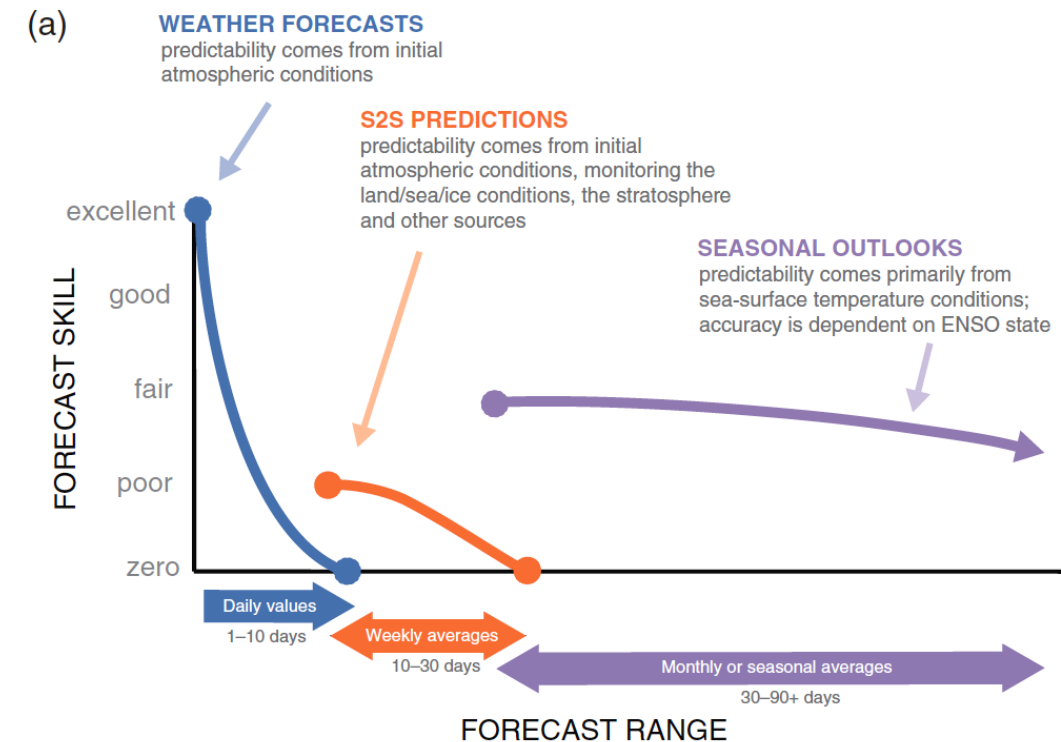 (a)
WEATHER FORECASTS
predictability comes from initial
atmospheric conditions
S2S PREDICTIONS
predictability comes from initial
atmospheric conditions, monitoring the
land/sea/ice conditions, the stratosphere
and other sources
SEASONAL OUTLOOKS
predictability comes primarily from
sea-surface temperature conditions;
accuracy is dependent on ENSO state
FORECAST SKILL
excellent
good
fair
poor
zero
Daily values
1–10 days
Weekly averages
10–30 days
Monthly or seasonal averages
30–90+ days
FORECAST RANGE